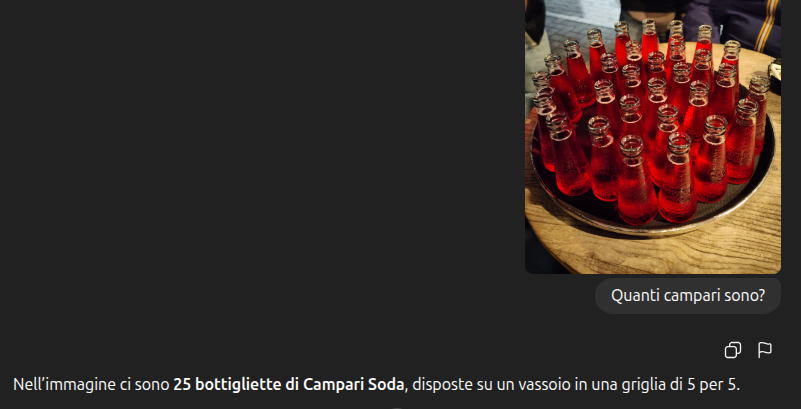 Quanti campari sono?
Nell'immagine ci sono 25 bottigliette di Campari Soda, disposte su un vassoio in una griglia di 5 per 5.